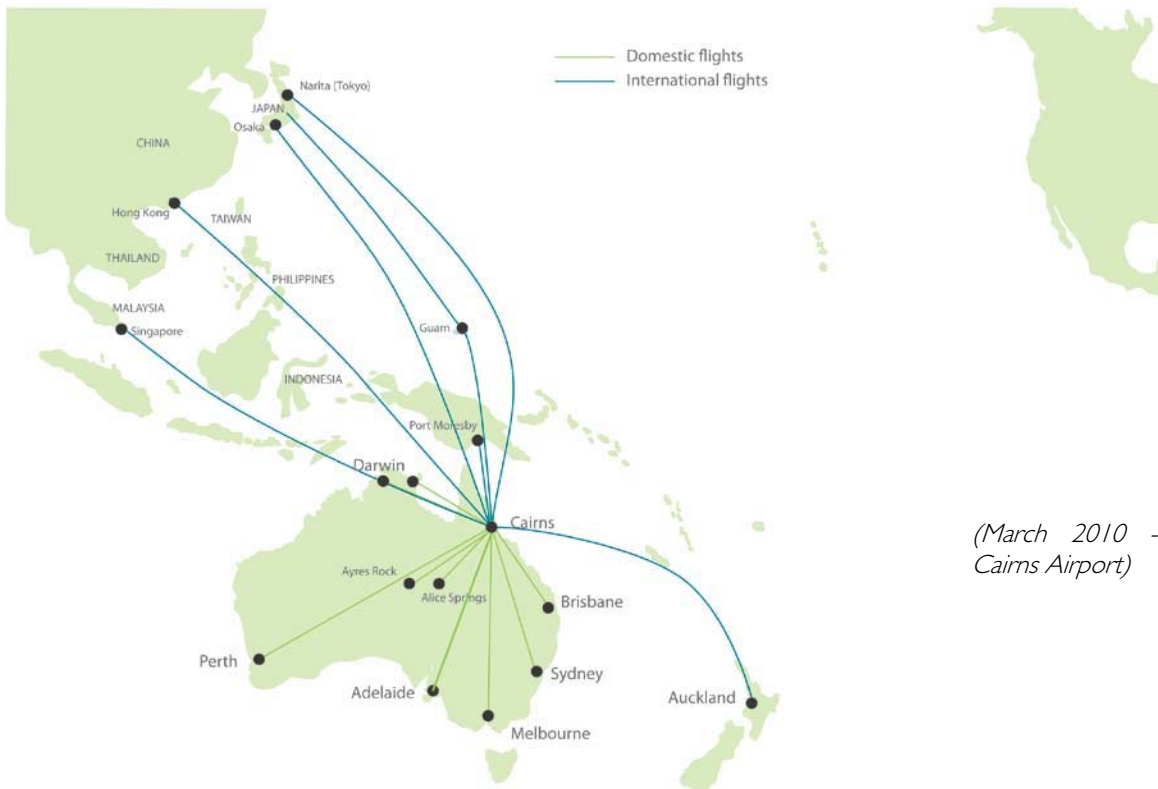 Domestic flights
International flights
Narita (Tokyo)
JAPAN
Osaka
CHINA
Hong Kong
TAIWAN
THAILAND
PHILIPPINES
MALAYSIA
Singapore
Guam
INDONESIA
Port Moresby
Darwin
Cairns
(March 2010 -
Cairns Airport)
Ayres Rock
Alice Springs
Brisbane
Perth
Sydney
Adelaide
Auckland
Melbourne